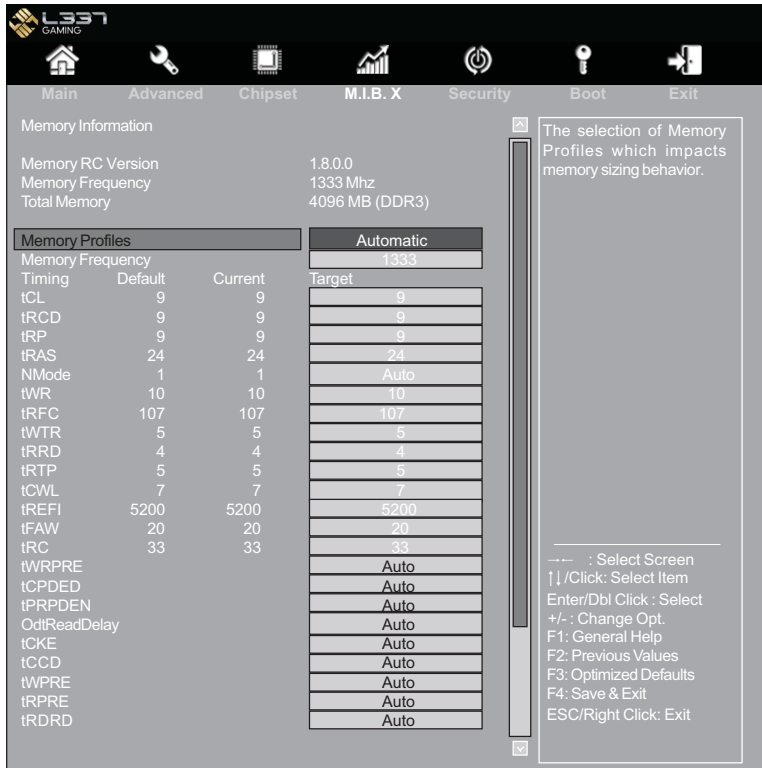 L337
GAMING
Main Advanced Chipset M.I.B. X Security Boot Exit
Memory Information
Memory RC Version 1.8.0.0
Memory Frequency 1333 Mhz
Total Memory 4096 MB (DDR3)
Memory Profiles Automatic
Memory Frequency 1333
Timing Default Current Target
tCL 9 9 9
tRCD 9 9 9
tRP 9 9 9
tRAS 24 24 24
NMode 1 1 Auto
tWR 10 10 10
tRFC 107 107 107
tWTR 5 5 5
tRRD 4 4 4
tRTP 5 5 5
tCWL 7 7 7
tREFI 5200 5200 5200
tFAW 20 20 20
tRC 33 33 33
tWRPRE Auto
tCPDED Auto
tPRPDEN Auto
OdtReadDelay Auto
tCKE Auto
tCCD Auto
tWPRE Auto
tRPRE Auto
tRDRD Auto
The selection of Memory
Profiles which impacts
memory sizing behavior.
→← : Select Screen
↑↓/Click: Select Item
Enter/Dbl Click : Select
+/- : Change Opt.
F1: General Help
F2: Previous Values
F3: Optimized Defaults
F4: Save & Exit
ESC/Right Click: Exit